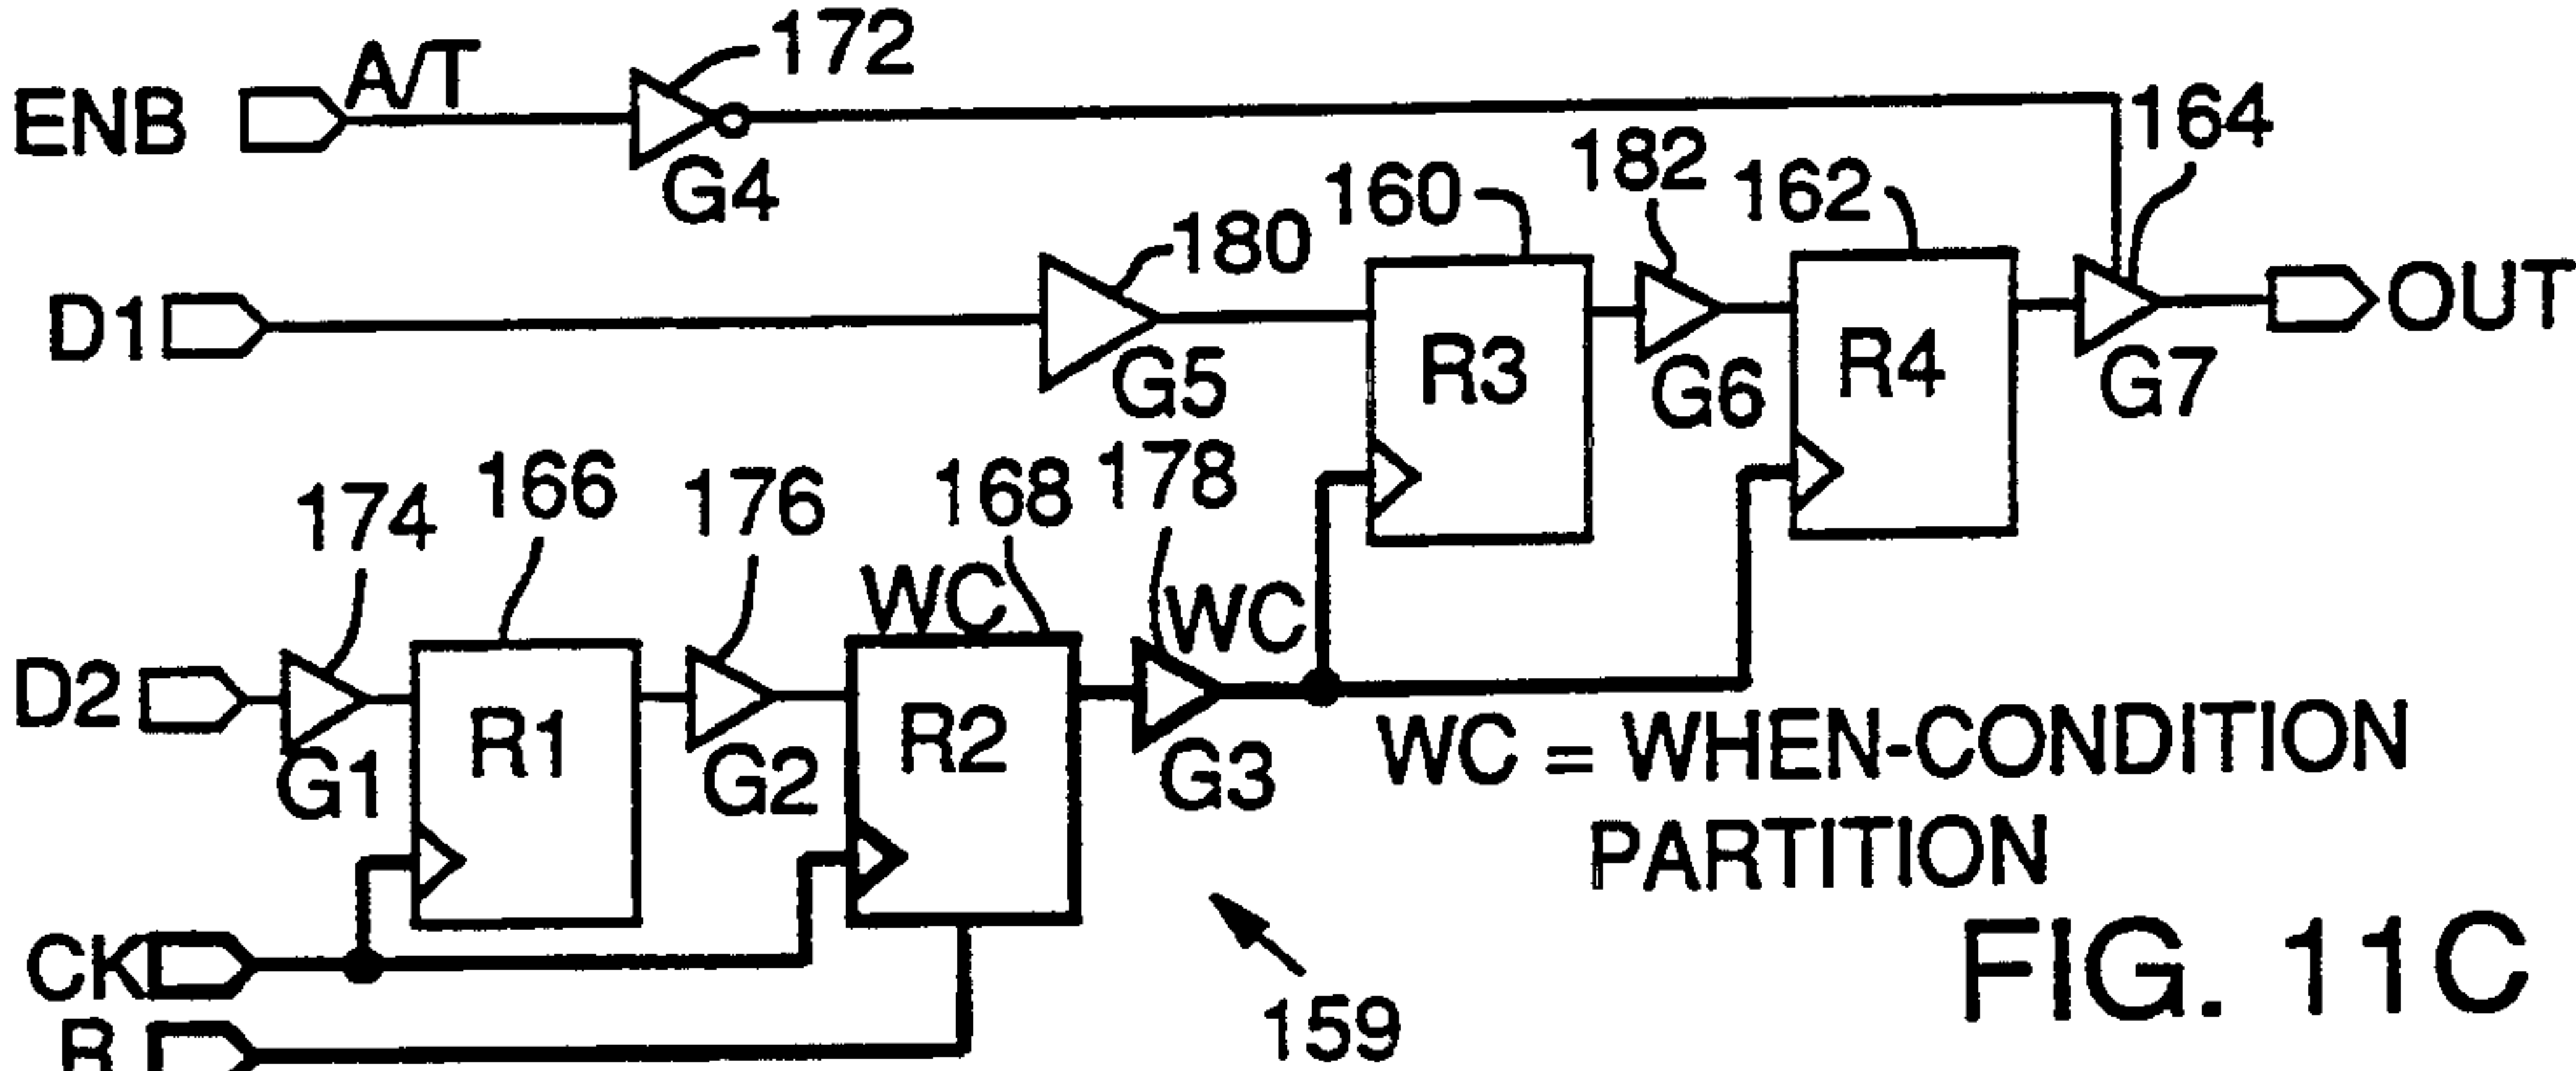 ENB A/T 172
G4
164
182
160 162
180
D1 OUT
R3 R4
G5 G6 G7
174 166 176 168 178
WC WC
D2 R1 R2
G1 G2 G3
WC = WHEN-CONDITION
PARTITION
CK
R
159
FIG. 11C